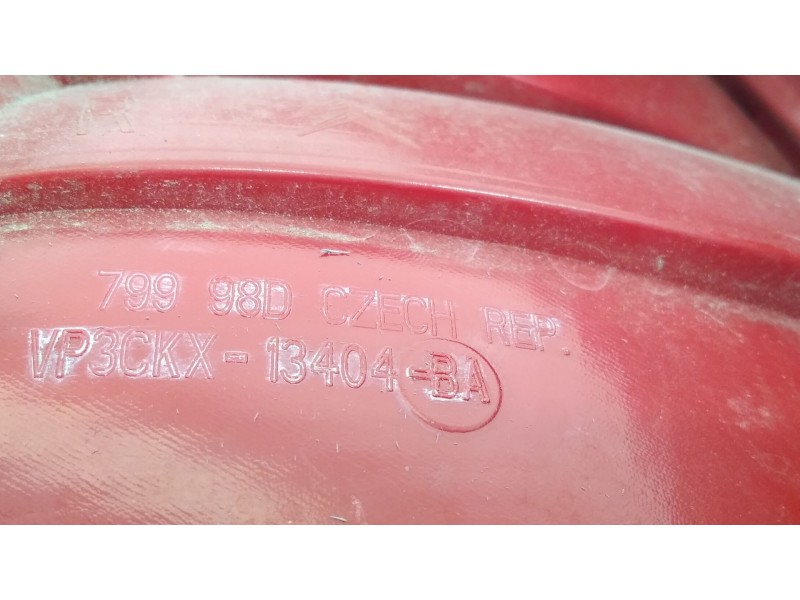 R
799 98D CZECH REP.
VP3CKX-13404-BA